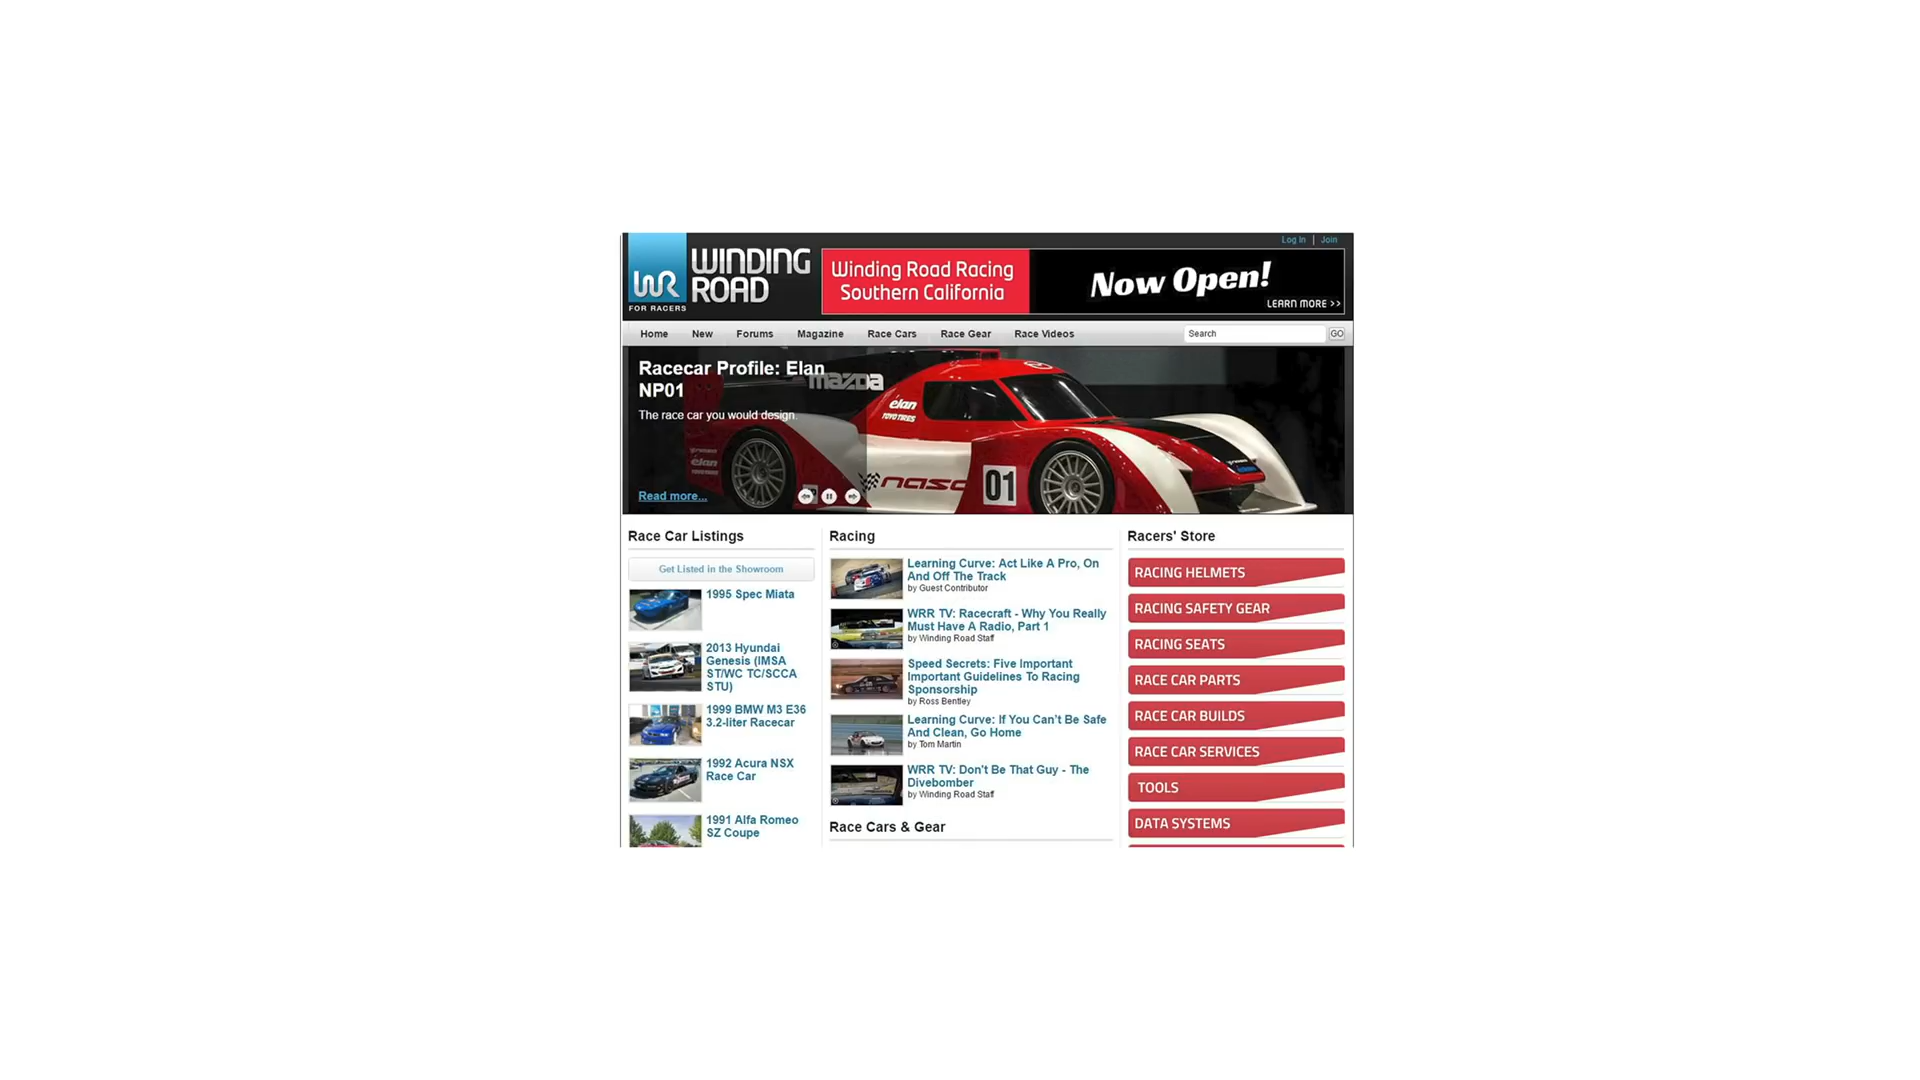 Log In | Join
WR
FOR RACERS
WINDING
ROAD
Winding Road Racing
Southern California
Now Open!
LEARN MORE >>
Home New Forums Magazine Race Cars Race Gear Race Videos
Search GO
Racecar Profile: Elan
NP01
The race car you would design.
Read more...
mazda
élan
TOYO TIRES
élan
nasa
01
Race Car Listings
Get Listed in the Showroom
1995 Spec Miata
2013 Hyundai
Genesis (IMSA
ST/WC TC/SCCA
STU)
1999 BMW M3 E36
3.2-liter Racecar
1992 Acura NSX
Race Car
1991 Alfa Romeo
SZ Coupe
Racing
Learning Curve: Act Like A Pro, On
And Off The Track
by Guest Contributor
WRR TV: Racecraft - Why You Really
Must Have A Radio, Part 1
by Winding Road Staff
Speed Secrets: Five Important
Important Guidelines To Racing
Sponsorship
by Ross Bentley
Learning Curve: If You Can't Be Safe
And Clean, Go Home
by Tom Martin
WRR TV: Don't Be That Guy - The
Divebomber
by Winding Road Staff
Race Cars & Gear
Racers' Store
RACING HELMETS
RACING SAFETY GEAR
RACING SEATS
RACE CAR PARTS
RACE CAR BUILDS
RACE CAR SERVICES
TOOLS
DATA SYSTEMS